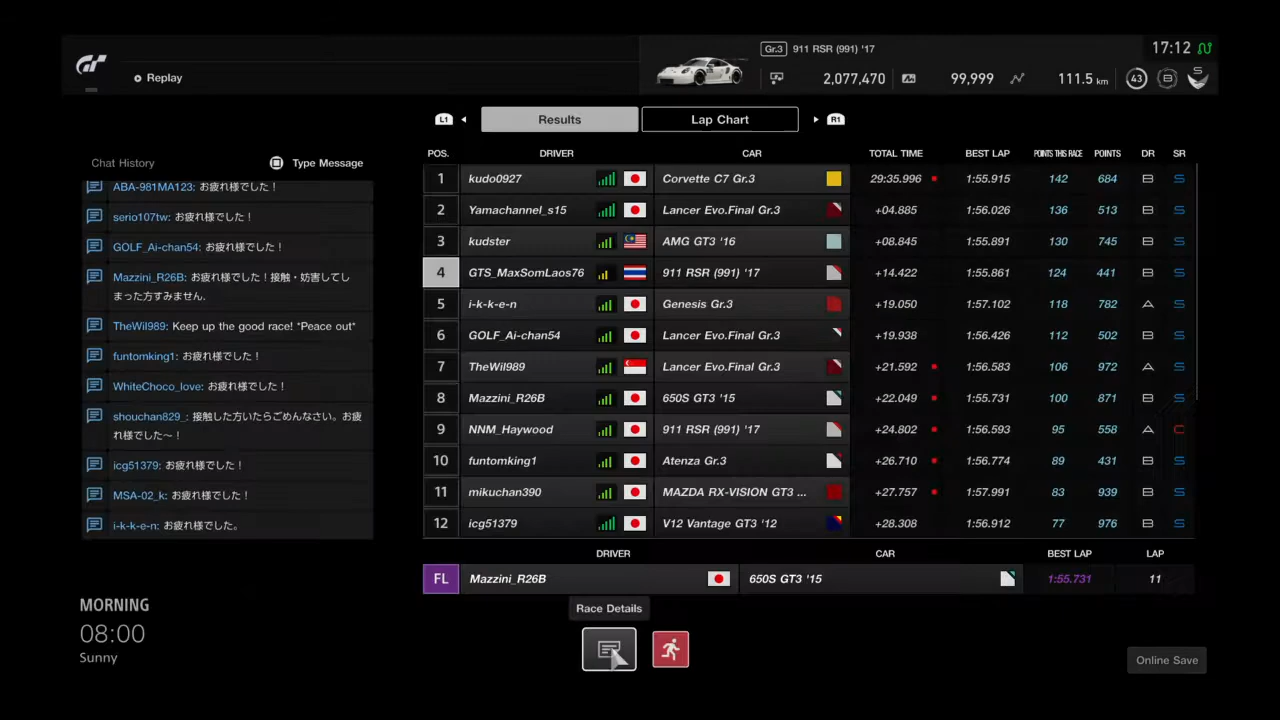 Gr.3 911 RSR (991) '17
17:12
Replay
2,077,470 99,999 111.5 km 43 B S
L1 Results Lap Chart R1
Chat History Type Message
ABA-981MA123: お疲れ様でした！
serio107tw: お疲れ様でした！
GOLF_Ai-chan54: お疲れ様でした！
Mazzini_R26B: お疲れ様でした！接触・妨害してし
まった方すみません.
TheWil989: Keep up the good race! *Peace out*
funtomking1: お疲れ様でした！
WhiteChoco_love: お疲れ様でした！
shouchan829_: 接触した方いたらごめんなさい。お疲
れ様でした〜！
icg51379: お疲れ様でした！
MSA-02_k: お疲れ様でした！
i-k-k-e-n: お疲れ様でした。
POS. DRIVER CAR TOTAL TIME BEST LAP POINTS THIS RACE POINTS DR SR
1 kudo0927 Corvette C7 Gr.3 29:35.996 1:55.915 142 684 B S
2 Yamachannel_s15 Lancer Evo.Final Gr.3 +04.885 1:56.026 136 513 B S
3 kudster AMG GT3 '16 +08.845 1:55.891 130 745 B S
4 GTS_MaxSomLaos76 911 RSR (991) '17 +14.422 1:55.861 124 441 B S
5 i-k-k-e-n Genesis Gr.3 +19.050 1:57.102 118 782 A S
6 GOLF_Ai-chan54 Lancer Evo.Final Gr.3 +19.938 1:56.426 112 502 B S
7 TheWil989 Lancer Evo.Final Gr.3 +21.592 1:56.583 106 972 A S
8 Mazzini_R26B 650S GT3 '15 +22.049 1:55.731 100 871 B S
9 NNM_Haywood 911 RSR (991) '17 +24.802 1:56.593 95 558 A C
10 funtomking1 Atenza Gr.3 +26.710 1:56.774 89 431 B S
11 mikuchan390 MAZDA RX-VISION GT3 ... +27.757 1:57.991 83 939 B S
12 icg51379 V12 Vantage GT3 '12 +28.308 1:56.912 77 976 B S
DRIVER CAR BEST LAP LAP
FL Mazzini_R26B 650S GT3 '15 1:55.731 11
MORNING
08:00
Sunny
Race Details
Online Save